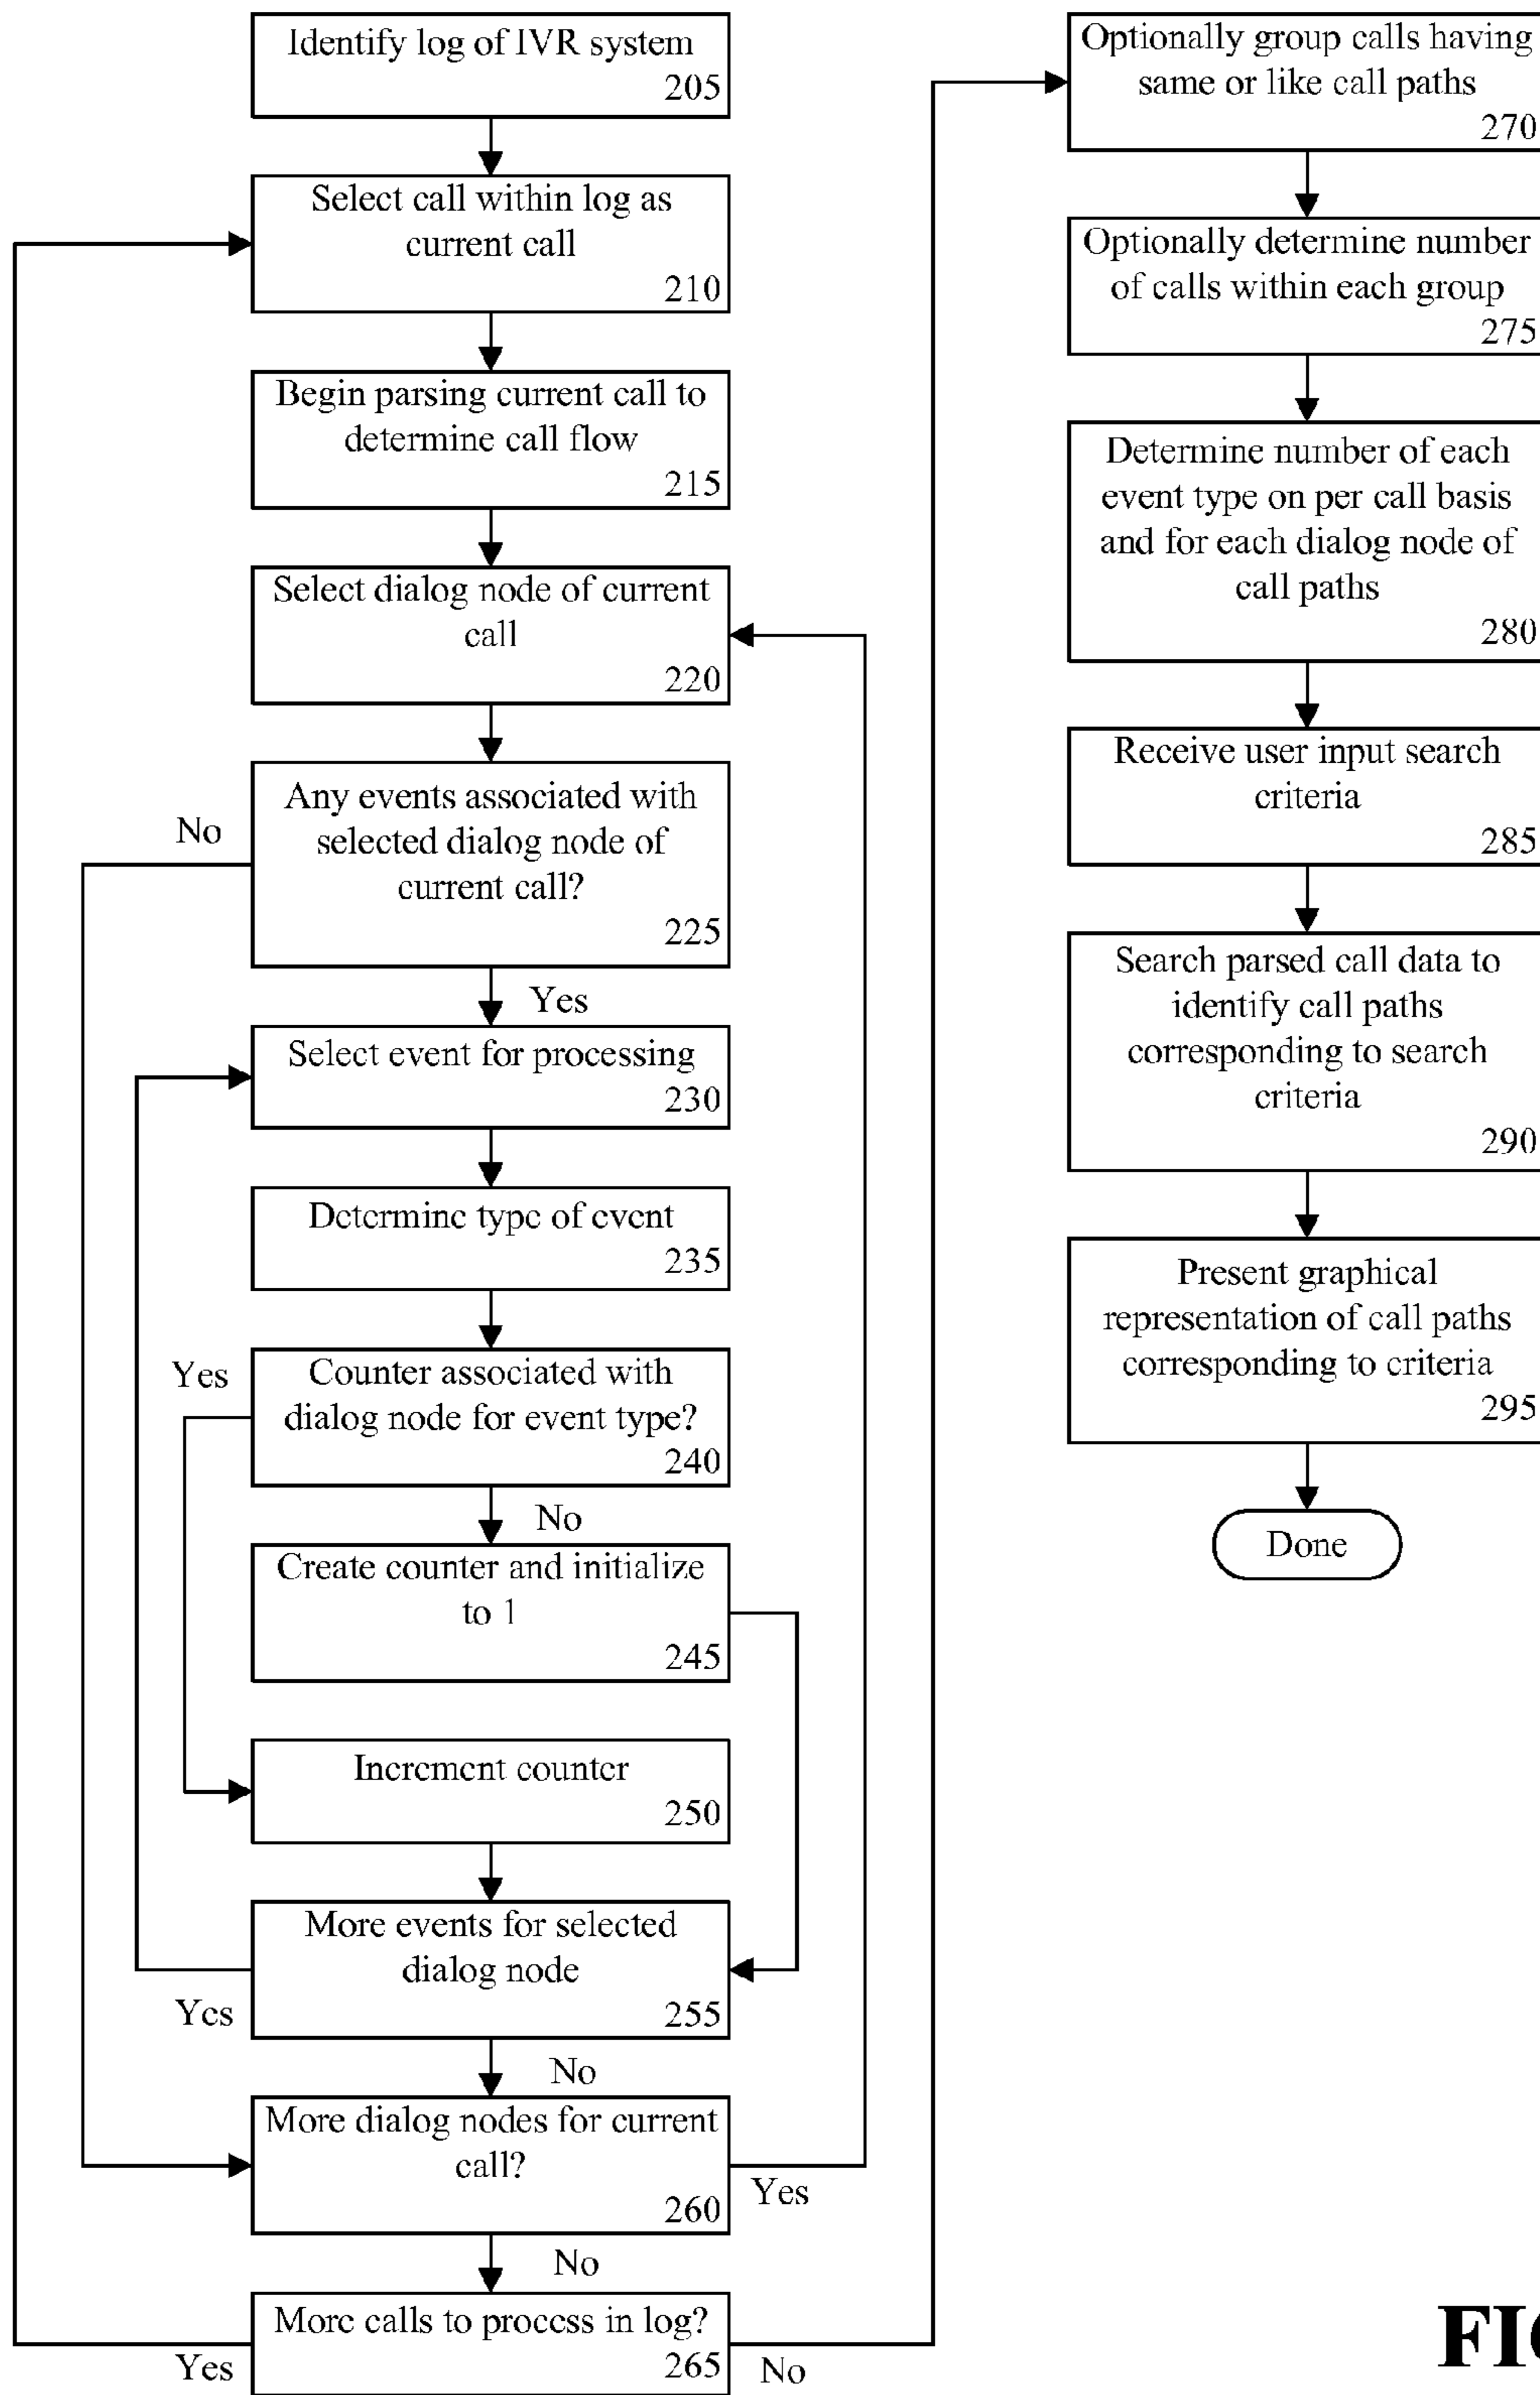 Identify log of IVR system
205
Select call within log as
current call
210
Begin parsing current call to
determine call flow
215
Select dialog node of current
call
220
Any events associated with
selected dialog node of
current call?
225
No
Yes
Select event for processing
230
Determine type of event
235
Counter associated with
dialog node for event type?
240
Yes
No
Create counter and initialize
to 1
245
Increment counter
250
More events for selected
dialog node
255
Yes
No
More dialog nodes for current
call?
260
Yes
No
More calls to process in log?
265
Yes
No
Optionally group calls having
same or like call paths
270
Optionally determine number
of calls within each group
275
Determine number of each
event type on per call basis
and for each dialog node of
call paths
280
Receive user input search
criteria
285
Search parsed call data to
identify call paths
corresponding to search
criteria
290
Present graphical
representation of call paths
corresponding to criteria
295
Done